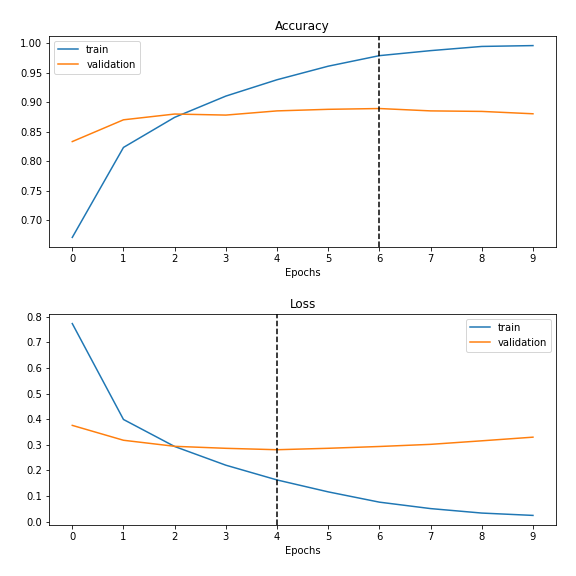 Accuracy
1.00
0.95
0.90
0.85
0.80
0.75
0.70
train
validation
0 1 2 3 4 5 6 7 8 9
Epochs
Loss
0.8
0.7
0.6
0.5
0.4
0.3
0.2
0.1
0.0
train
validation
0 1 2 3 4 5 6 7 8 9
Epochs